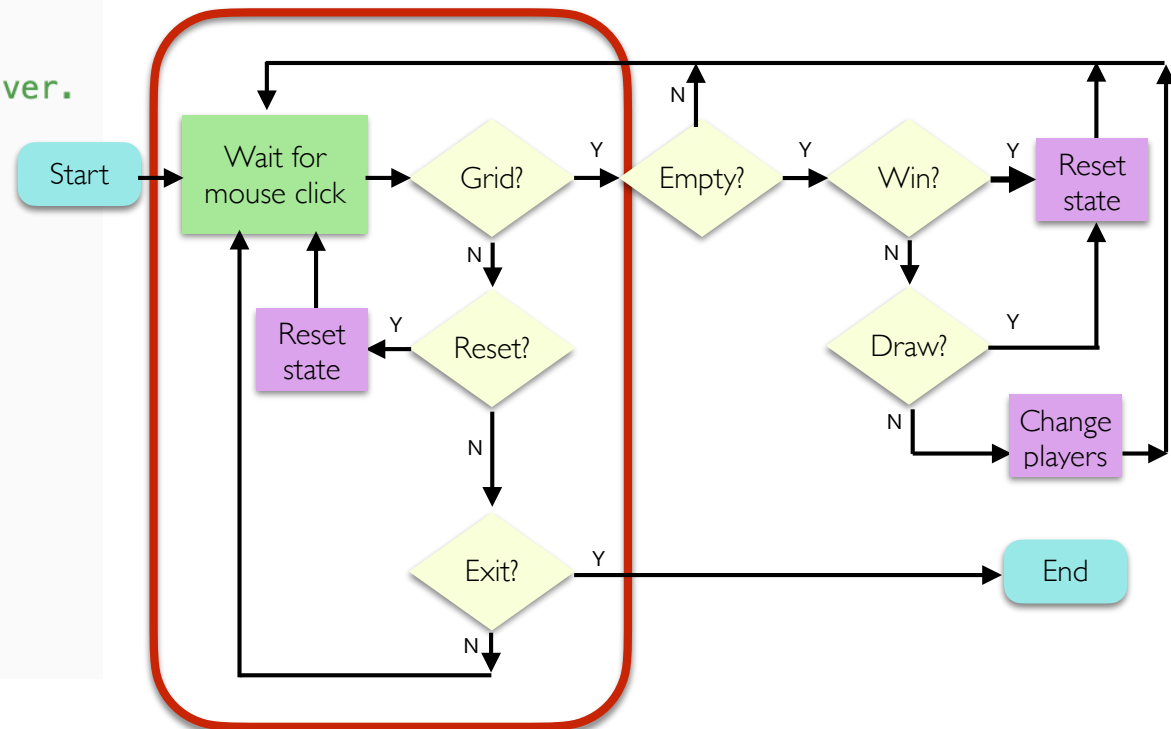 ver.
Start
Wait for
mouse click
Grid?
Y
Empty?
N
Y
Win?
Y
Reset
state
N
N
Reset
state
Y
Reset?
Draw?
Y
N
N
Change
players
Exit?
Y
End
N